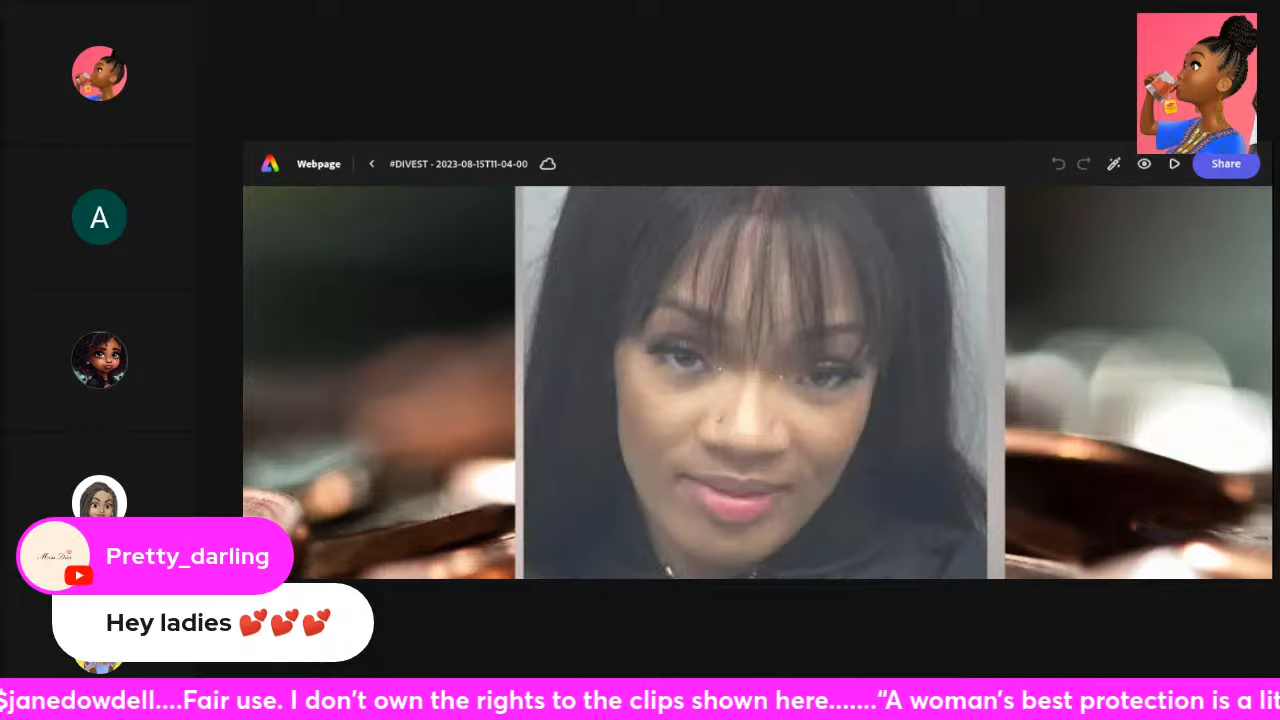 Webpage
#DIVEST - 2023-08-15T11-04-00
Share
A
Pretty_darling
Hey ladies 💕💕💕
$janedowdell....Fair use. I don't own the rights to the clips shown here.......“A woman's best protection is a lit